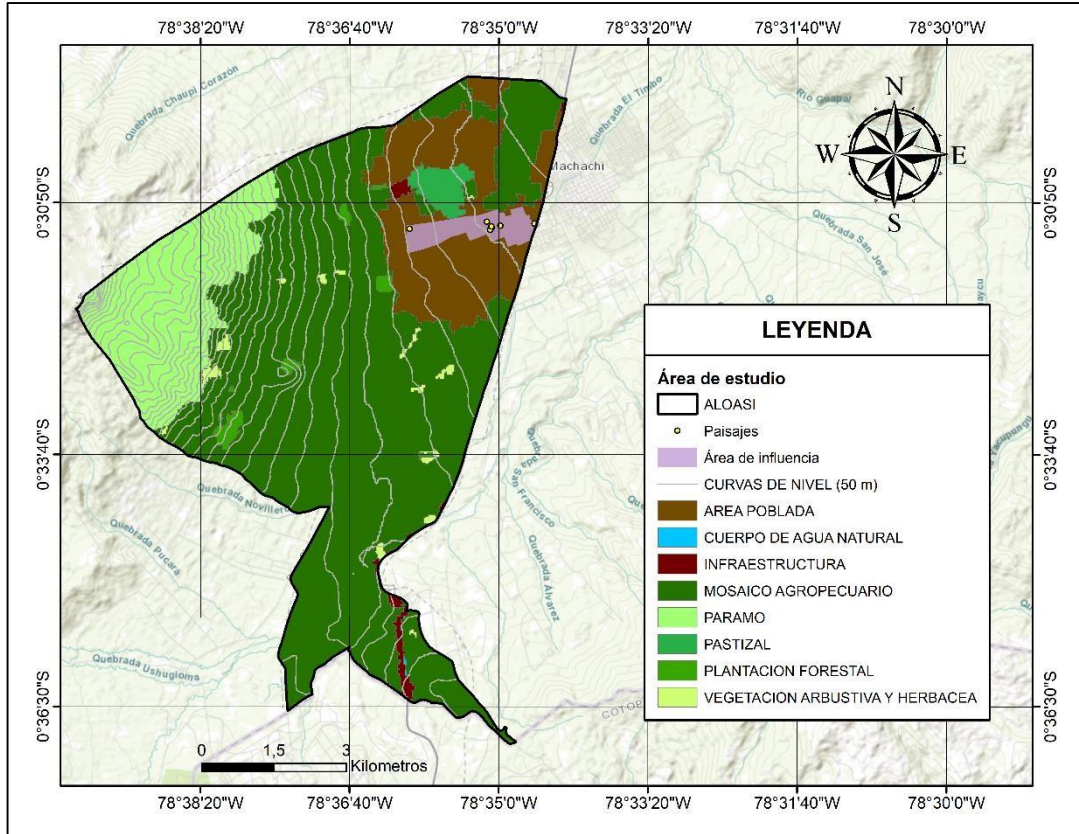 78°38'20"W 78°36'40"W 78°35'0"W 78°33'20"W 78°31'40"W 78°30'0"W
Quebrada Chaupi Corazón
Quebrada El Timbo
Río Guapal
N
W E
S
Machachi
0°30'50"S 0°30'50"S
Quebrada San José
LEYENDA
Área de estudio
ALOASI
Paisajes
Área de influencia
CURVAS DE NIVEL (50 m)
AREA POBLADA
CUERPO DE AGUA NATURAL
INFRAESTRUCTURA
MOSAICO AGROPECUARIO
PARAMO
PASTIZAL
PLANTACION FORESTAL
VEGETACION ARBUSTIVA Y HERBACEA
0°33'40"S 0°33'40"S
San Francisco
Quebrada Novillero
Quebrada Pucara
Quebrada Álvarez
Quebrada Ushugloma
0°36'30"S 0°36'30"S
COTOP
0 1,5 3
Kilometros
78°38'20"W 78°36'40"W 78°35'0"W 78°33'20"W 78°31'40"W 78°30'0"W